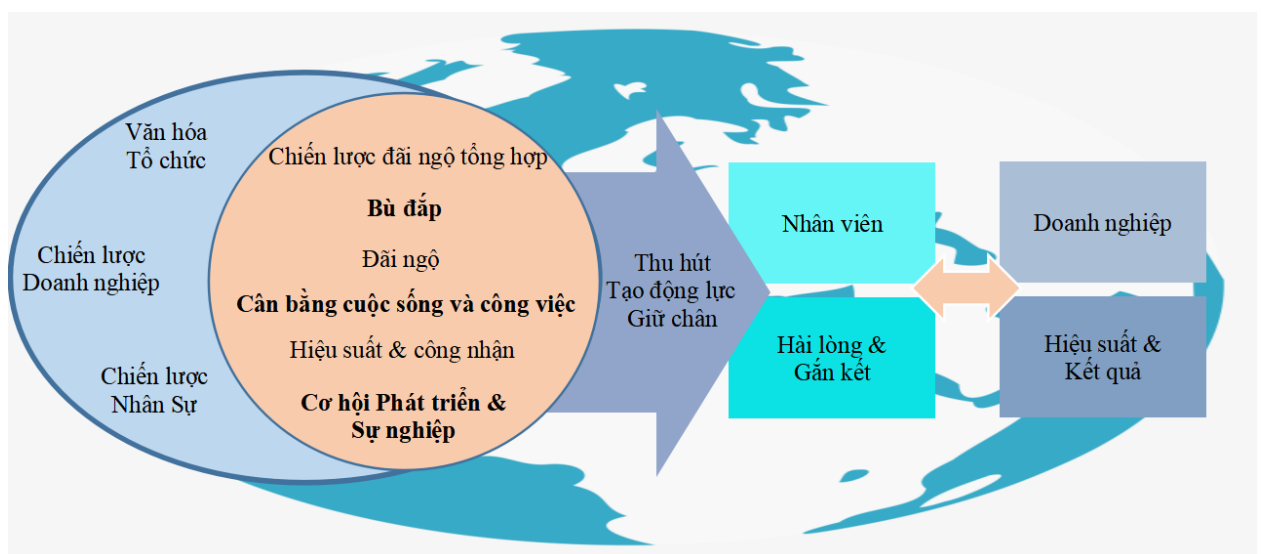 Văn hóa
Tổ chức
Chiến lược
Doanh nghiệp
Chiến lược
Nhân Sự
Chiến lược đãi ngộ tổng hợp
Bù đắp
Đãi ngộ
Cân bằng cuộc sống và công việc
Hiệu suất & công nhận
Cơ hội Phát triển &
Sự nghiệp
Thu hút
Tạo động lực
Giữ chân
Nhân viên
Hài lòng &
Gắn kết
Doanh nghiệp
Hiệu suất &
Kết quả